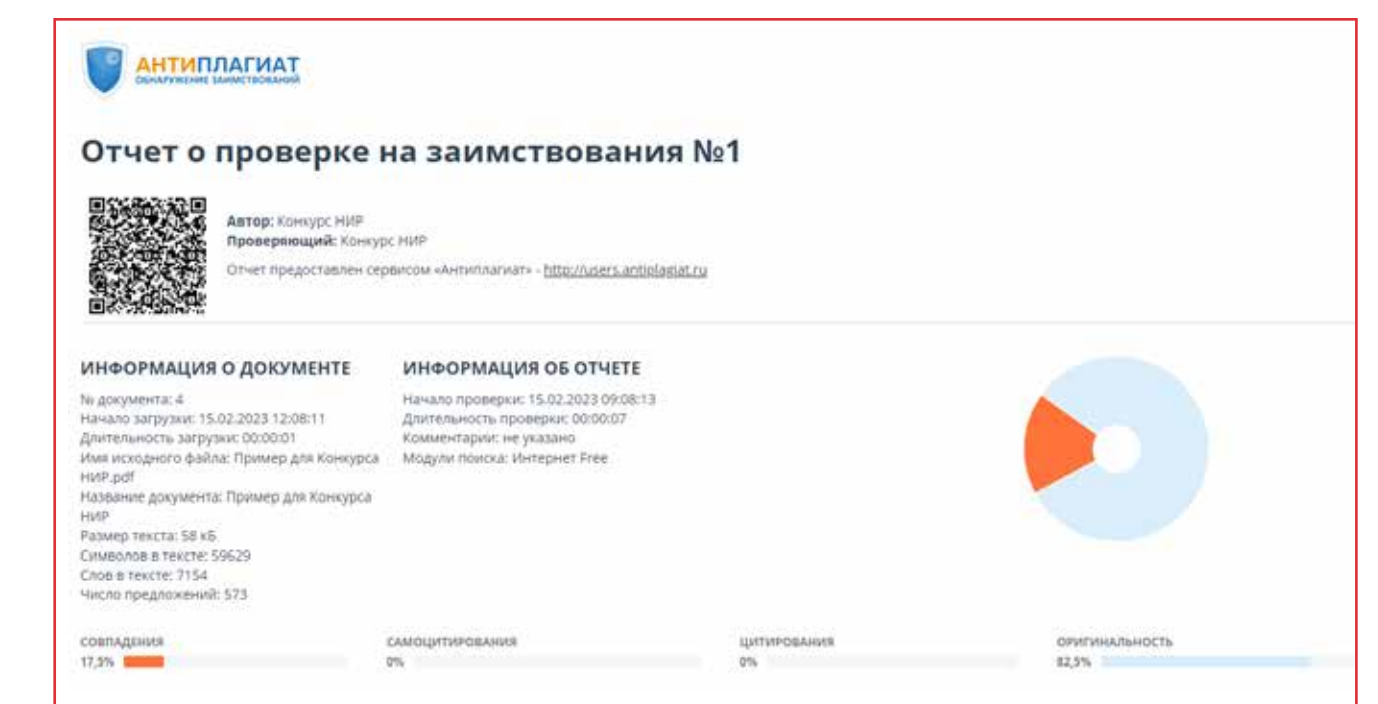 АНТИПЛАГИАТ
ОБНАРУЖЕНИЕ ЗАИМСТВОВАНИЙ
Отчет о проверке на заимствования №1
Автор: Конкурс НИР
Проверяющий: Конкурс НИР
Отчет предоставлен сервисом «Антиплагиат» - http://users.antiplagiat.ru
ИНФОРМАЦИЯ О ДОКУМЕНТЕ
№ документа: 4
Начало загрузки: 15.02.2023 12:08:11
Длительность загрузки: 00:00:01
Имя исходного файла: Пример для Конкурса
НИР.pdf
Название документа: Пример для Конкурса
НИР
Размер текста: 58 кБ
Символов в тексте: 59629
Слов в тексте: 7154
Число предложений: 573
ИНФОРМАЦИЯ ОБ ОТЧЕТЕ
Начало проверки: 15.02.2023 09:08:13
Длительность проверки: 00:00:07
Комментарии: не указано
Модули поиска: Интернет Free
СОВПАДЕНИЯ
17,5%
САМОЦИТИРОВАНИЯ
0%
ЦИТИРОВАНИЯ
0%
ОРИГИНАЛЬНОСТЬ
82,5%